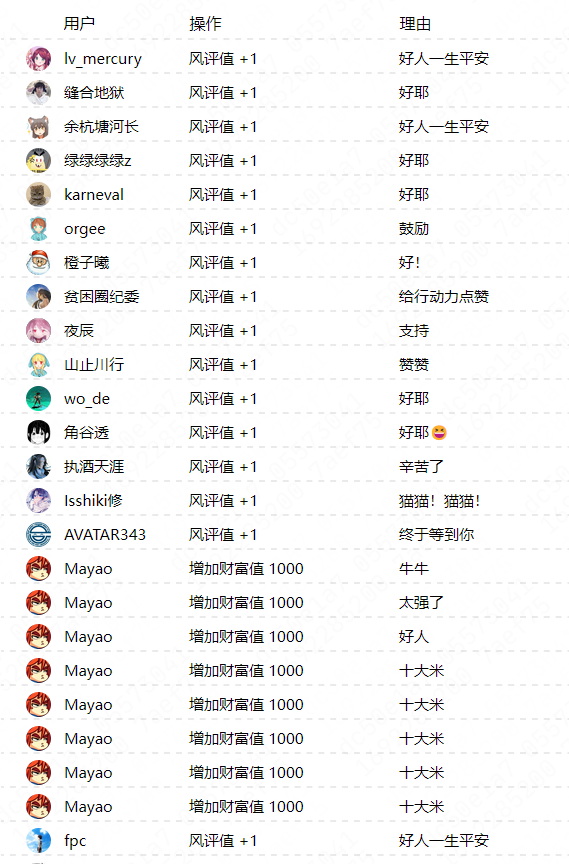 用户 操作 理由
lv_mercury 风评值 +1 好人一生平安
缝合地狱 风评值 +1 好耶
余杭塘河长 风评值 +1 好人一生平安
绿绿绿绿z 风评值 +1 好耶
karneval 风评值 +1 好耶
orgee 风评值 +1 鼓励
橙子曦 风评值 +1 好！
贫困圈纪委 风评值 +1 给行动力点赞
夜辰 风评值 +1 支持
山止川行 风评值 +1 赞赞
wo_de 风评值 +1 好耶
角谷透 风评值 +1 好耶😆
执酒天涯 风评值 +1 辛苦了
Isshiki修 风评值 +1 猫猫！猫猫！
AVATAR343 风评值 +1 终于等到你
Mayao 增加财富值 1000 牛牛
Mayao 增加财富值 1000 太强了
Mayao 增加财富值 1000 好人
Mayao 增加财富值 1000 十大米
Mayao 增加财富值 1000 十大米
Mayao 增加财富值 1000 十大米
Mayao 增加财富值 1000 十大米
Mayao 增加财富值 1000 十大米
fpc 风评值 +1 好人一生平安